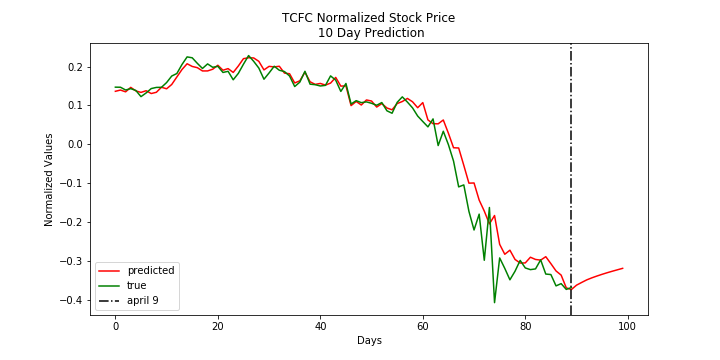 TCFC Normalized Stock Price
10 Day Prediction
Normalized Values
0.2
0.1
0.0
−0.1
−0.2
−0.3
−0.4
predicted
true
april 9
0
20
40
60
80
100
Days